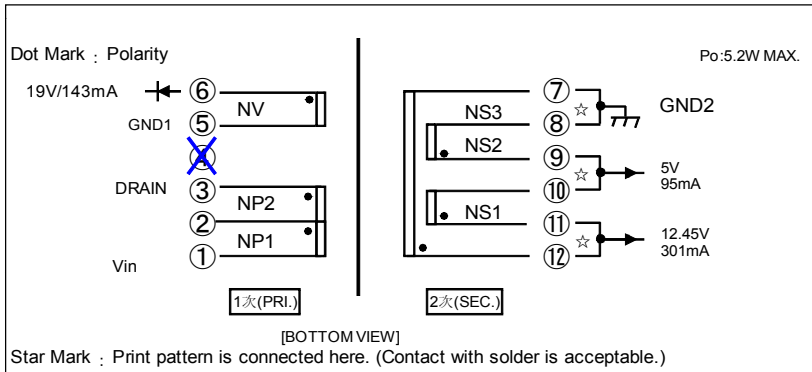 Dot Mark : Polarity
Po:5.2W MAX.
19V/143mA
⑥
NV
⑤
GND1
④
DRAIN
③
NP2
②
NP1
①
Vin
1次(PRI.)
⑦
NS3
☆
GND2
⑧
NS2
⑨
☆
5V
95mA
⑩
NS1
⑪
☆
12.45V
301mA
⑫
2次(SEC.)
[BOTTOM VIEW]
Star Mark : Print pattern is connected here. (Contact with solder is acceptable.)